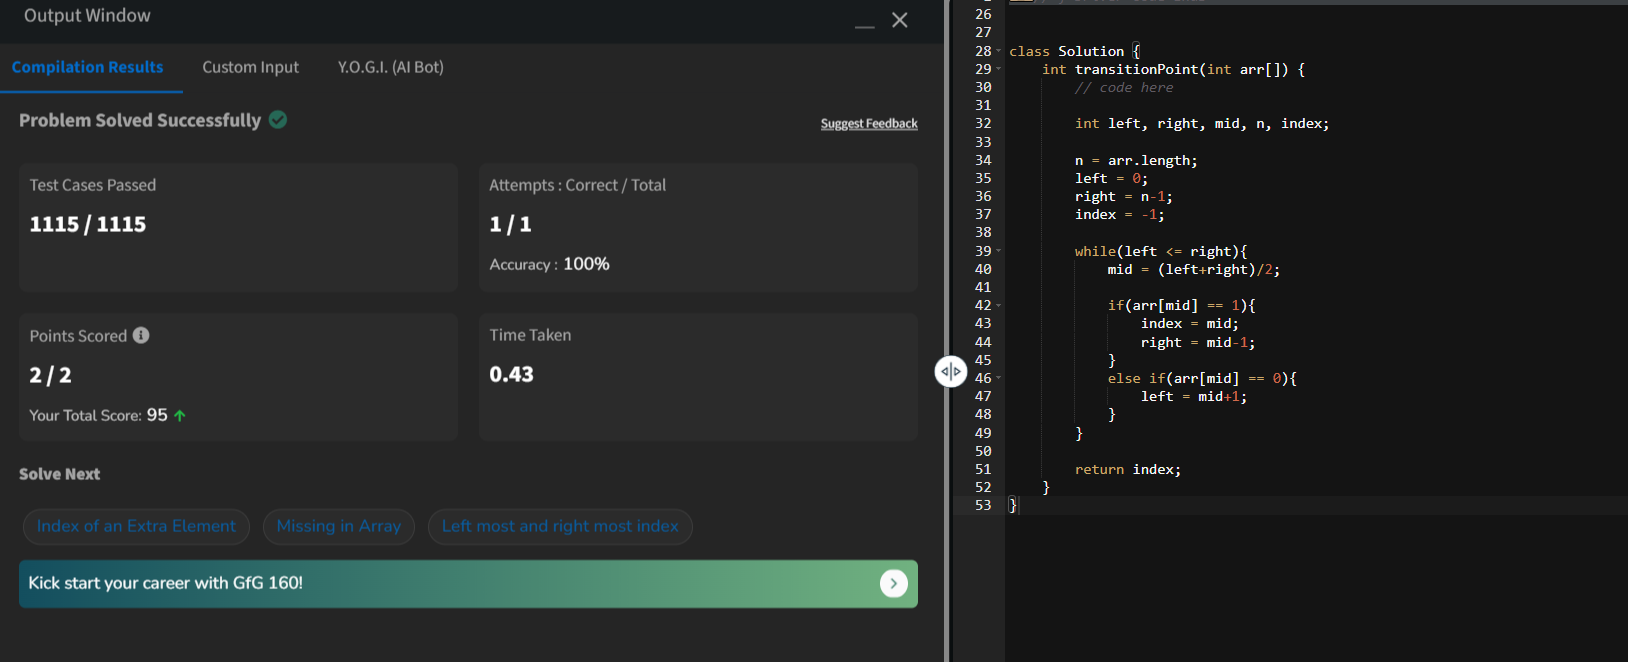 Output Window
Compilation Results Custom Input Y.O.G.I. (AI Bot)
Problem Solved Successfully
Suggest Feedback
Test Cases Passed
1115 / 1115
Attempts : Correct / Total
1 / 1
Accuracy : 100%
Points Scored
2 / 2
Your Total Score: 95
Time Taken
0.43
Solve Next
Index of an Extra Element Missing in Array Left most and right most index
Kick start your career with GfG 160!
26
27
28 class Solution {
29 int transitionPoint(int arr[]) {
30 // code here
31
32 int left, right, mid, n, index;
33
34 n = arr.length;
35 left = 0;
36 right = n-1;
37 index = -1;
38
39 while(left <= right){
40 mid = (left+right)/2;
41
42 if(arr[mid] == 1){
43 index = mid;
44 right = mid-1;
45 }
46 else if(arr[mid] == 0){
47 left = mid+1;
48 }
49 }
50
51 return index;
52 }
53 }